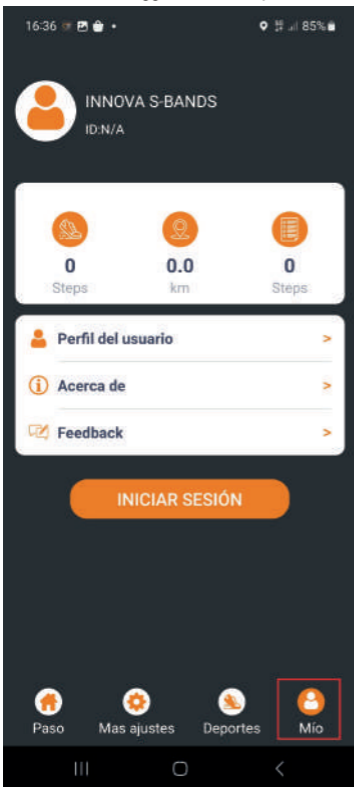 16:36
85%
INNOVA S-BANDS
ID:N/A
0 0.0 0
Steps km Steps
Perfil del usuario >
Acerca de >
Feedback >
INICIAR SESIÓN
Paso Mas ajustes Deportes Mío